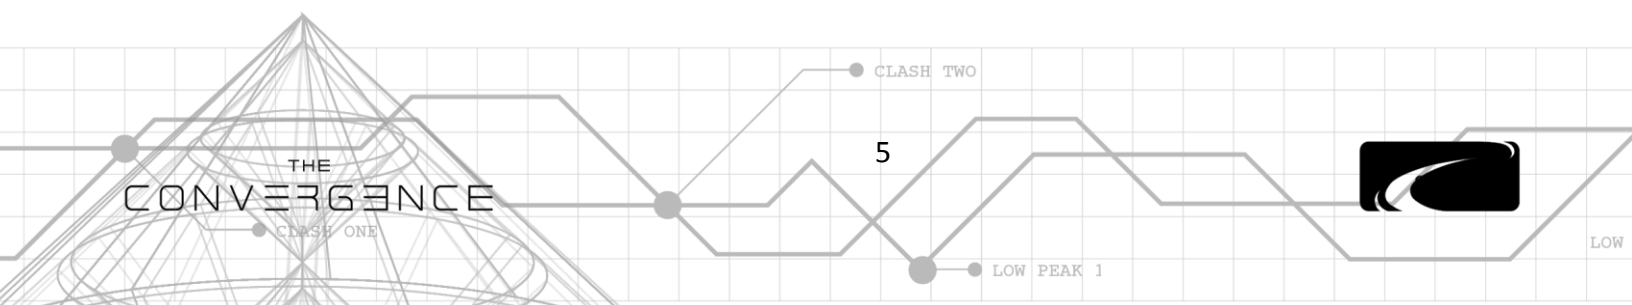 CLASH TWO
5
THE
CONVERGENCE
CLASH ONE
LOW
LOW PEAK 1